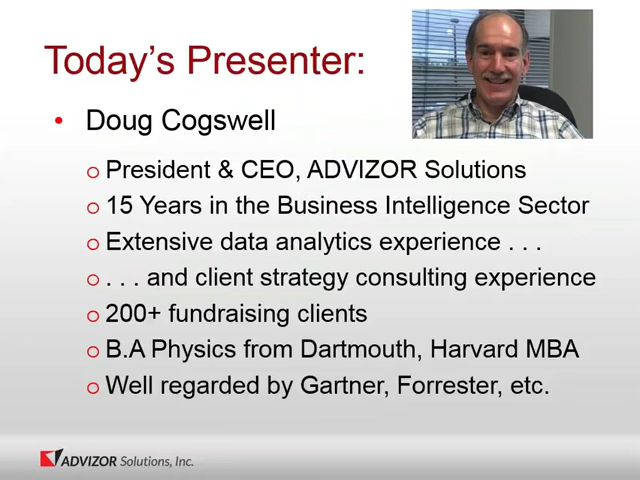 Today's Presenter:
• Doug Cogswell
o President & CEO, ADVIZOR Solutions
o 15 Years in the Business Intelligence Sector
o Extensive data analytics experience . . .
o . . . and client strategy consulting experience
o 200+ fundraising clients
o B.A Physics from Dartmouth, Harvard MBA
o Well regarded by Gartner, Forrester, etc.
ADVIZOR Solutions, Inc.